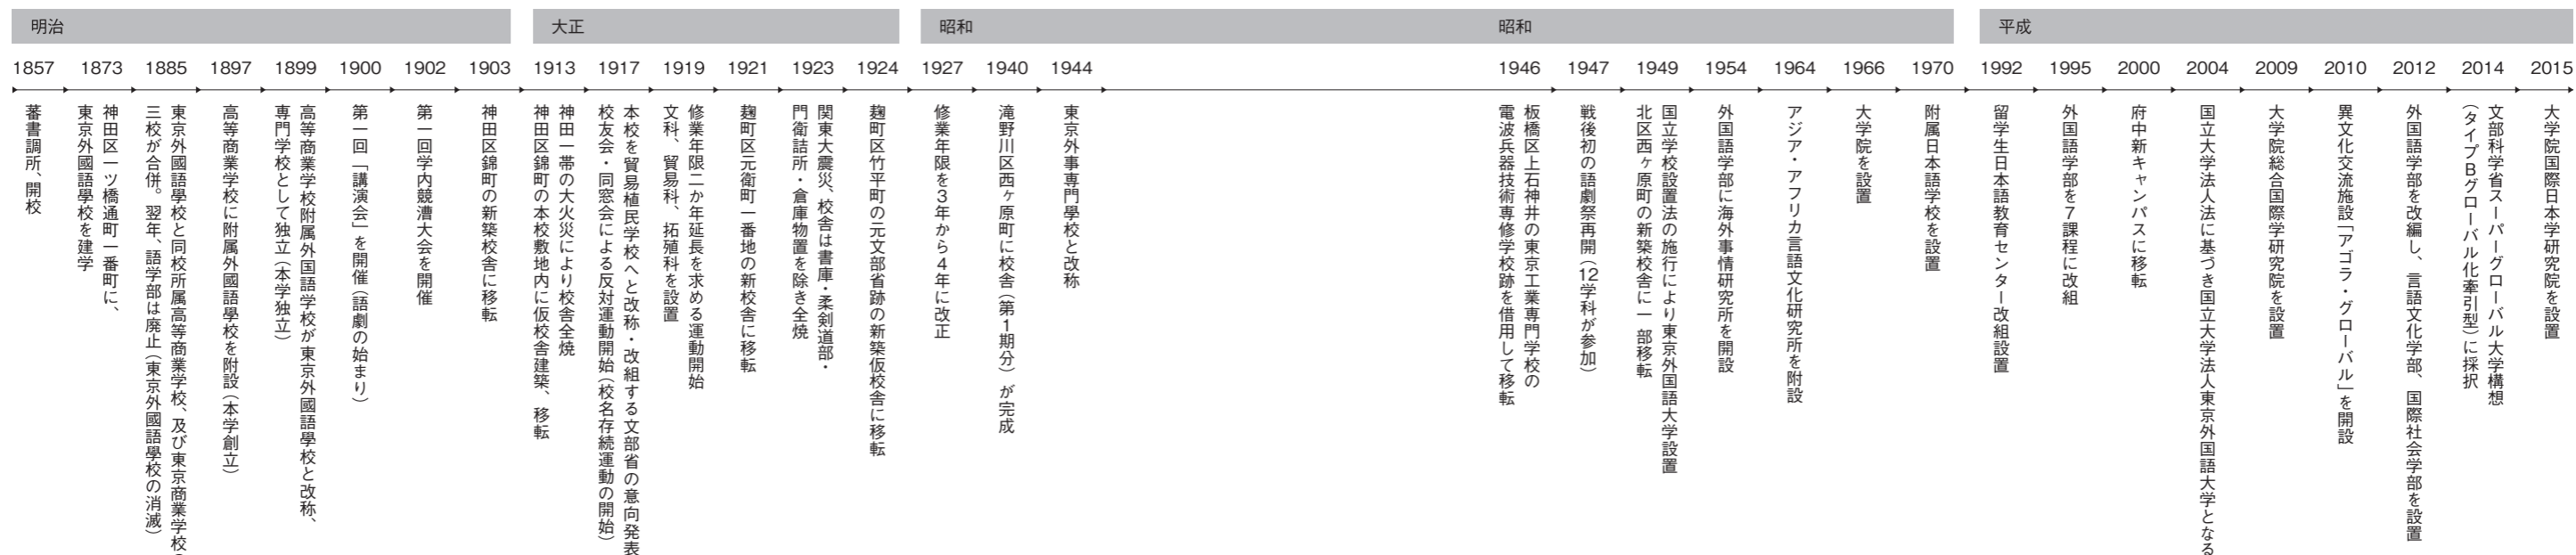 明治
大正
昭和
昭和
平成
1857
蕃書調所、開校
1873
神田区一ツ橋通町一番町に、
東京外國語學校を建学
1885
東京外國語學校と同校所属高等商業学校、及び東京商業学校の
三校が合併。翌年、語学部は廃止（東京外國語學校の消滅）
1897
高等商業学校に附属外國語學校を附設（本学創立）
1899
高等商業学校附属外国語学校が東京外國語學校と改称、
専門学校として独立（本学独立）
1900
第一回「講演会」を開催（語劇の始まり）
1902
第一回学内競漕大会を開催
1903
神田区錦町の新築校舎に移転
1913
神田一帯の大火災により校舎全焼
神田区錦町の本校敷地内に仮校舎建築、移転
1917
本校を貿易植民学校へと改称・改組する文部省の意向発表
校友会・同窓会による反対運動開始（校名存続運動の開始）
1919
修業年限二か年延長を求める運動開始
文科、貿易科、拓殖科を設置
1921
麹町区元衛町一番地の新校舎に移転
1923
関東大震災、校舎は書庫・柔剣道部・
門衛詰所・倉庫物置を除き全焼
1924
麹町区竹平町の元文部省跡の新築仮校舎に移転
1927
修業年限を3年から4年に改正
1940
滝野川区西ヶ原町に校舎（第1期分）が完成
1944
東京外事専門學校と改称
1946
板橋区上石神井の東京工業専門学校の
電波兵器技術専修学校跡を借用して移転
1947
戦後初の語劇祭再開（12学科が参加）
1949
国立学校設置法の施行により東京外国語大学設置
北区西ヶ原町の新築校舎に一部移転
1954
外国語学部に海外事情研究所を開設
1964
アジア・アフリカ言語文化研究所を附設
1966
大学院を設置
1970
附属日本語学校を設置
1992
留学生日本語教育センター改組設置
1995
外国語学部を7課程に改組
2000
府中新キャンパスに移転
2004
国立大学法人法に基づき国立大学法人東京外国語大学となる
2009
大学院総合国際学研究院を設置
2010
異文化交流施設「アゴラ・グローバル」を開設
2012
外国語学部を改編し、言語文化学部、国際社会学部を設置
2014
文部科学省スーパーグローバル大学構想
（タイプBグローバル化牽引型）に採択
2015
大学院国際日本学研究院を設置